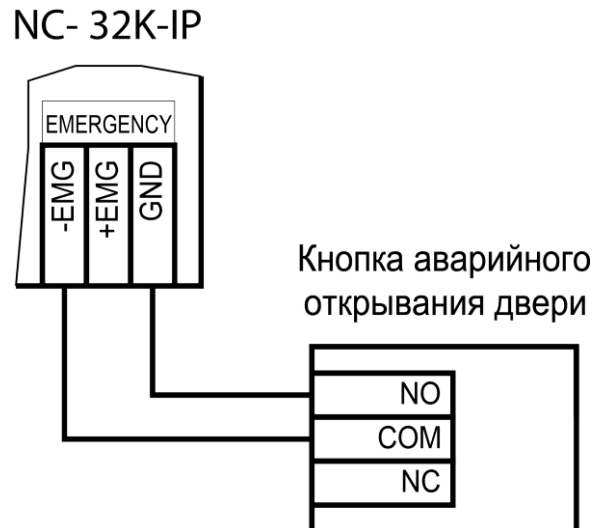 NC- 32K-IP
EMERGENCY
-EMG
+EMG
GND
Кнопка аварийного
открывания двери
NO
COM
NC